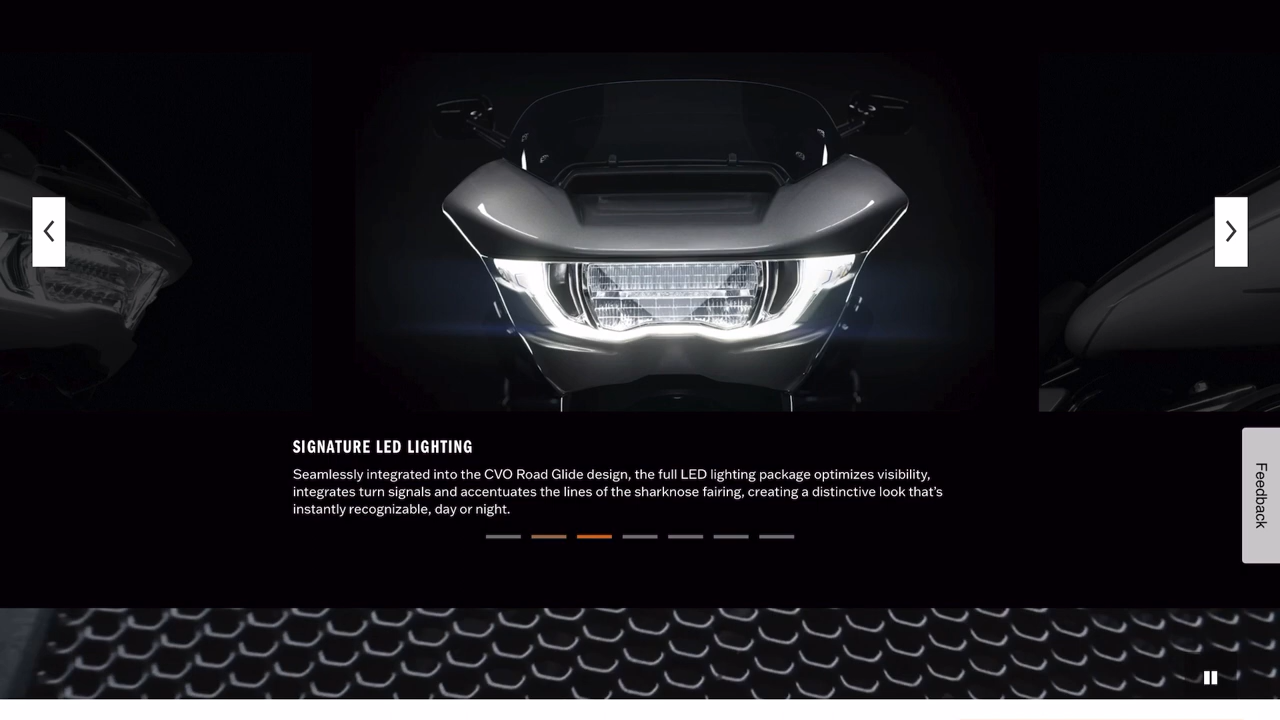 SIGNATURE LED LIGHTING
Seamlessly integrated into the CVO Road Glide design, the full LED lighting package optimizes visibility,
integrates turn signals and accentuates the lines of the sharknose fairing, creating a distinctive look that's
instantly recognizable, day or night.
Feedback